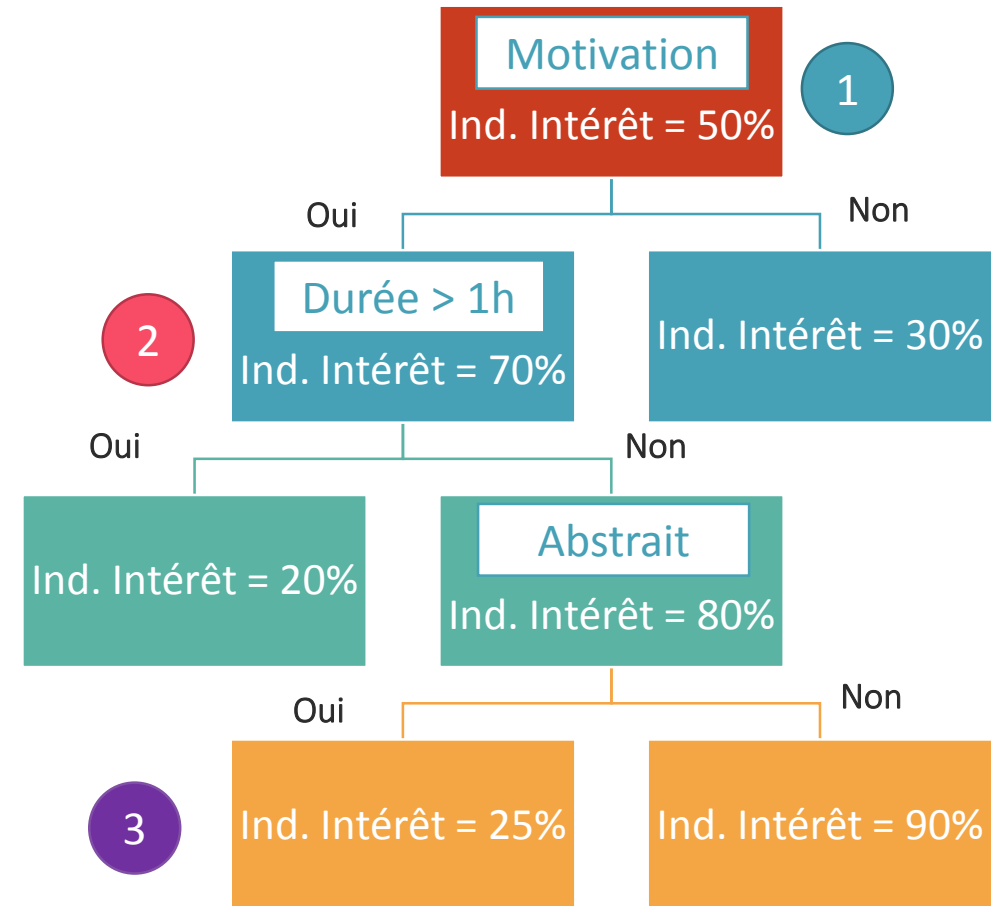 Motivation
Ind. Intérêt = 50%
1
Oui
Non
Durée > 1h
Ind. Intérêt = 70%
Ind. Intérêt = 30%
2
Oui
Non
Ind. Intérêt = 20%
Abstrait
Ind. Intérêt = 80%
Oui
Non
3
Ind. Intérêt = 25%
Ind. Intérêt = 90%